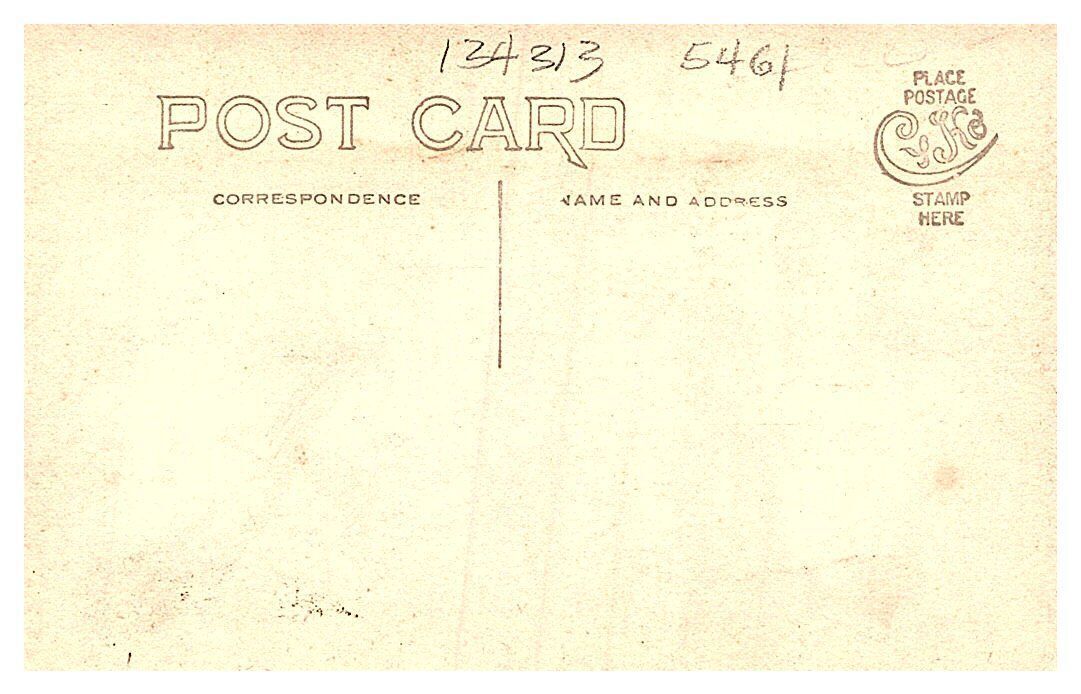 134313 5461
PLACE
POSTAGE
POST CARD
CORRESPONDENCE
NAME AND ADDRESS
STAMP
HERE